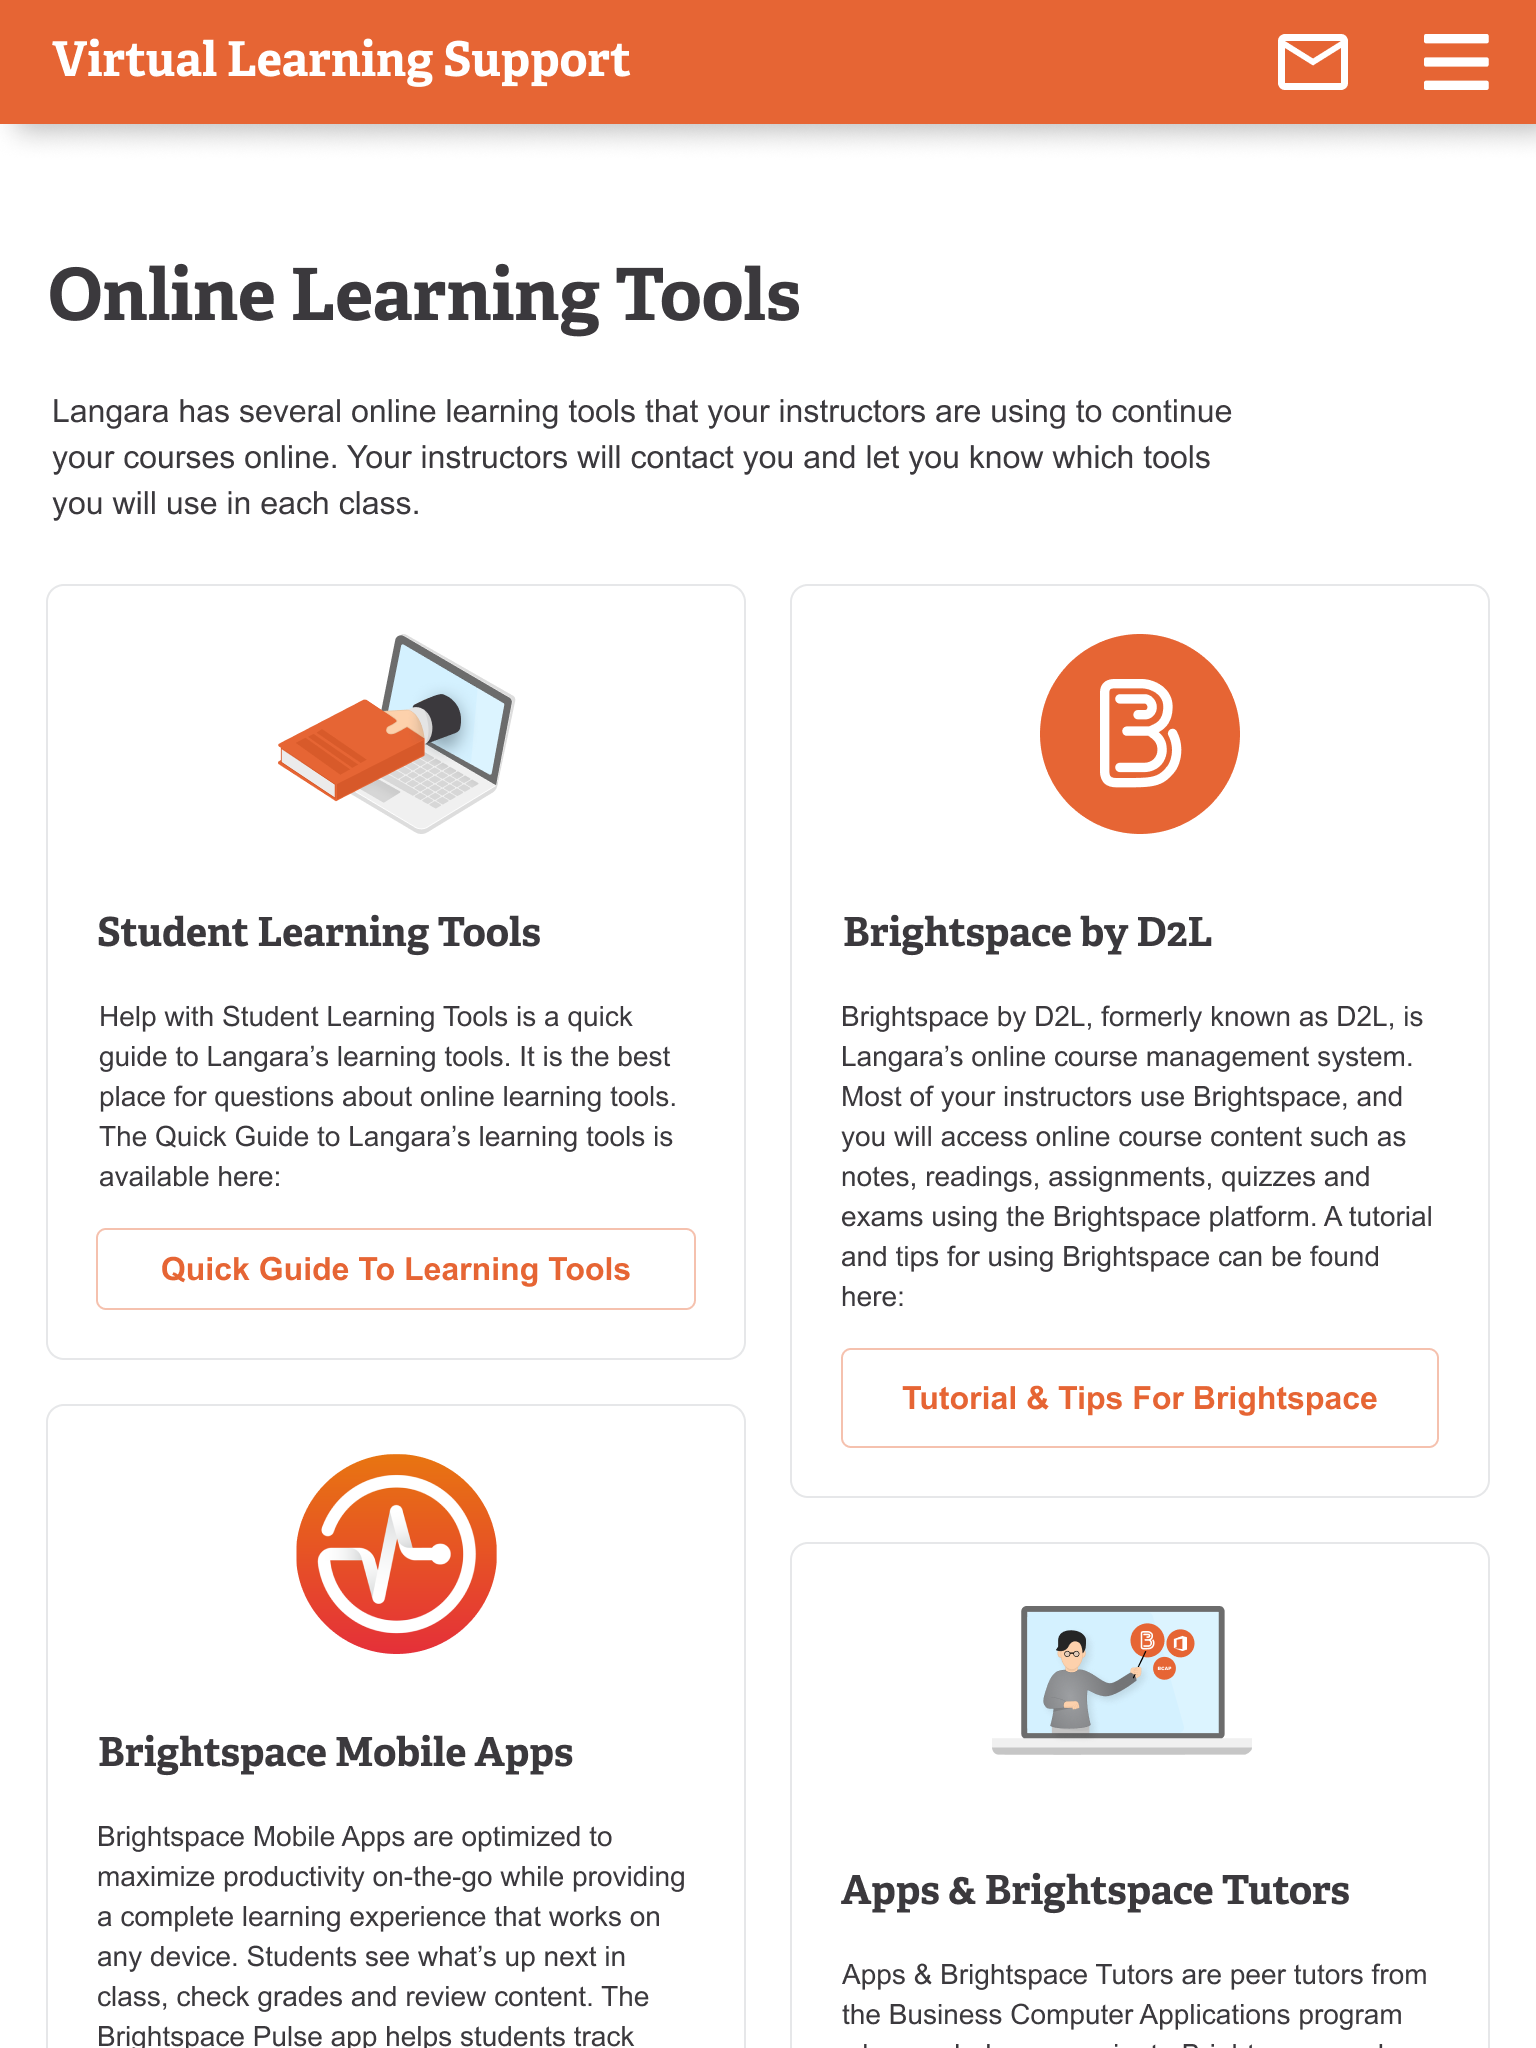 Virtual Learning Support
Online Learning Tools
Langara has several online learning tools that your instructors are using to continue
your courses online. Your instructors will contact you and let you know which tools
you will use in each class.
Student Learning Tools
Help with Student Learning Tools is a quick
guide to Langara’s learning tools. It is the best
place for questions about online learning tools.
The Quick Guide to Langara’s learning tools is
available here:
Quick Guide To Learning Tools
Brightspace by D2L
Brightspace by D2L, formerly known as D2L, is
Langara’s online course management system.
Most of your instructors use Brightspace, and
you will access online course content such as
notes, readings, assignments, quizzes and
exams using the Brightspace platform. A tutorial
and tips for using Brightspace can be found
here:
Tutorial & Tips For Brightspace
Brightspace Mobile Apps
Brightspace Mobile Apps are optimized to
maximize productivity on-the-go while providing
a complete learning experience that works on
any device. Students see what’s up next in
class, check grades and review content. The
Brightspace Pulse app helps students track
BCAP
Apps & Brightspace Tutors
Apps & Brightspace Tutors are peer tutors from
the Business Computer Applications program